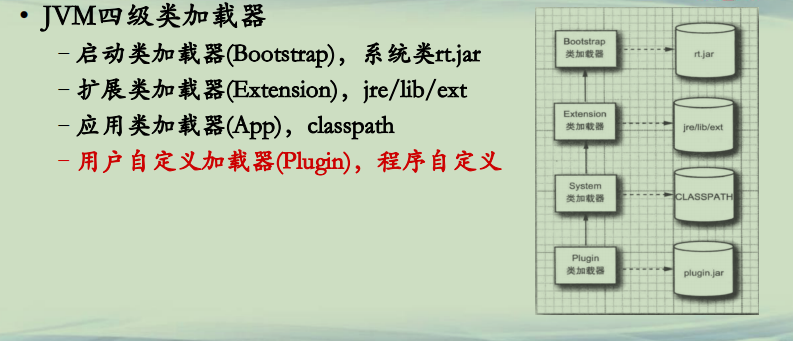 • JVM四级类加载器
– 启动类加载器(Bootstrap)，系统类rt.jar
– 扩展类加载器(Extension)，jre/lib/ext
– 应用类加载器(App)，classpath
– 用户自定义加载器(Plugin)，程序自定义
Bootstrap
类加载器
rt.jar
Extension
类加载器
jre/lib/ext
System
类加载器
CLASSPATH
Plugin
类加载器
plugin.jar